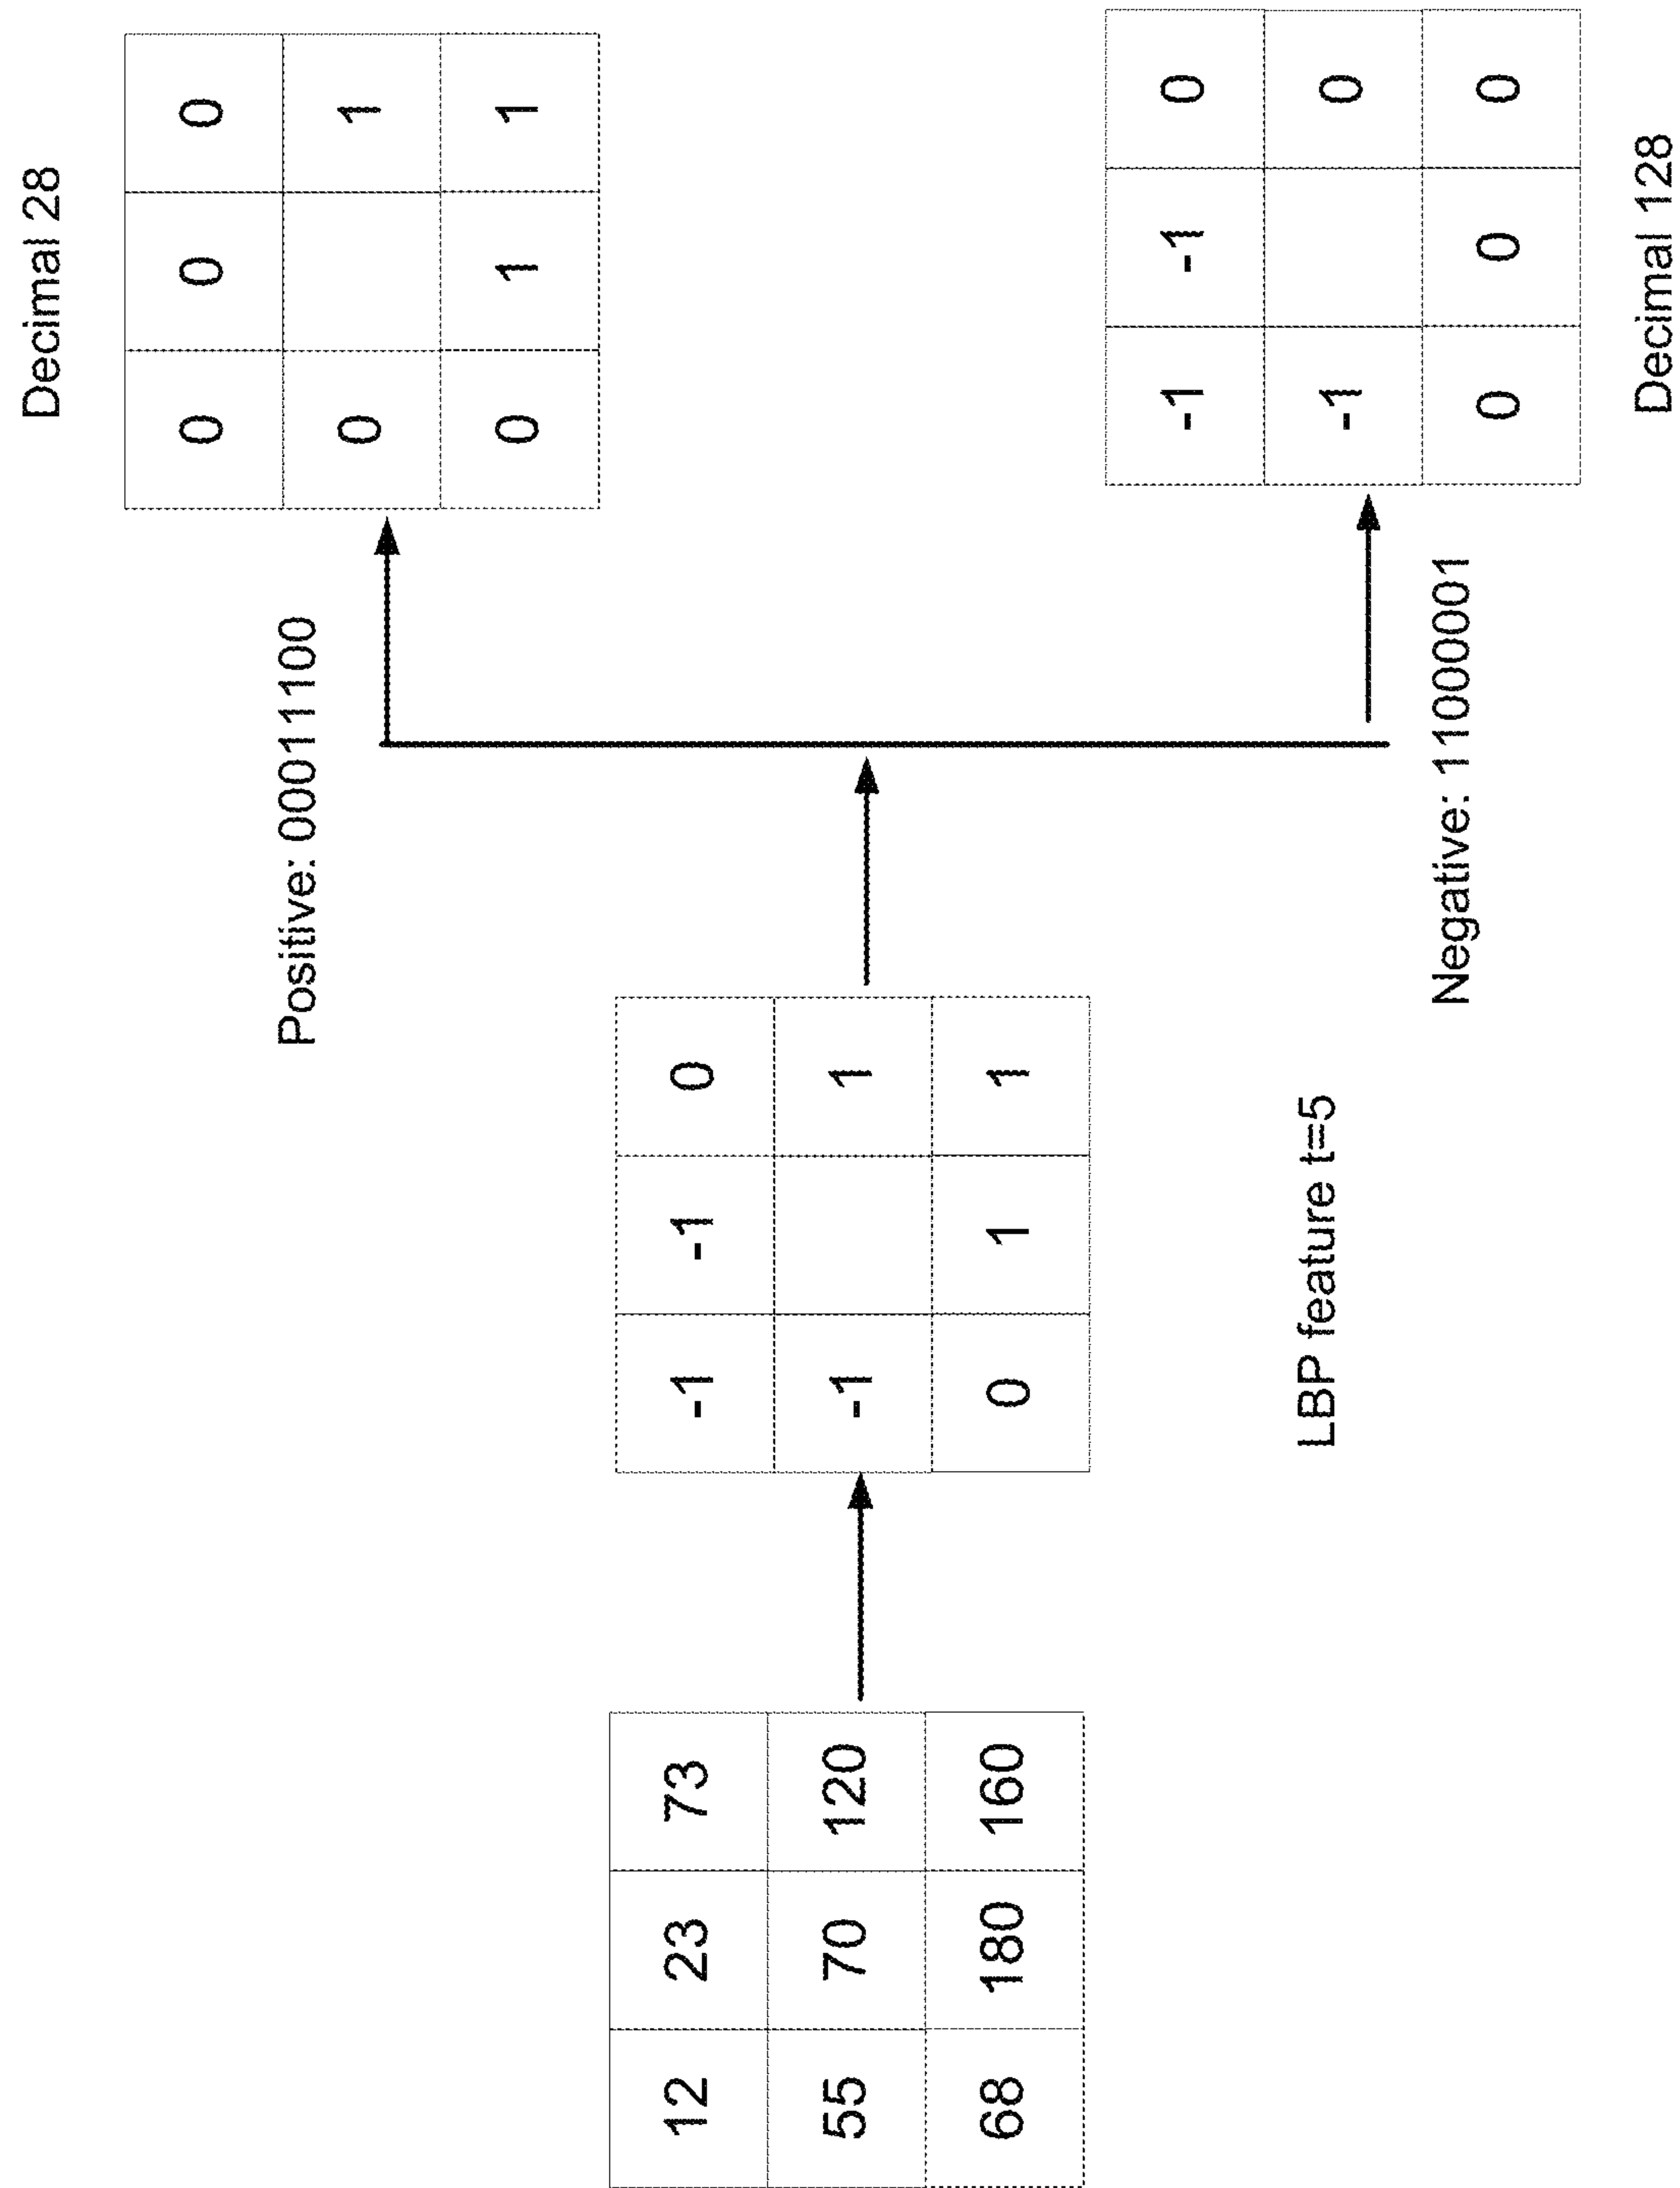 12 23 73
55 70 120
68 180 160
-1 -1 0
-1 1
0 1 1
LBP feature t=5
Positive: 00011100
Negative: 11000001
Decimal 28
0 0 0
0 1
0 1 1
-1 -1 0
-1 0
0 0 0
Decimal 128